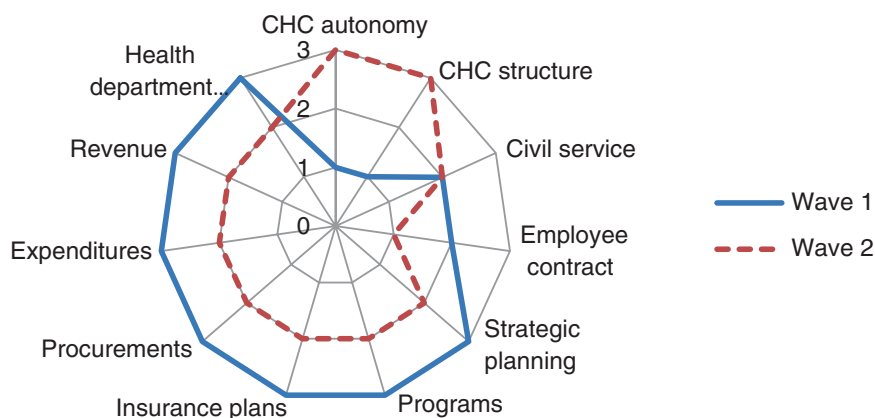 CHC autonomy
CHC structure
Civil service
Employee
contract
Strategic
planning
Programs
Insurance plans
Procurements
Expenditures
Revenue
Health
department...
3
2
1
0
Wave 1
Wave 2